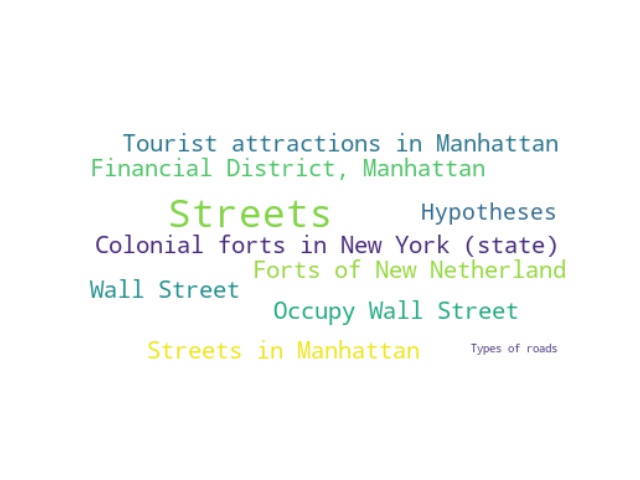 Tourist attractions in Manhattan
Financial District, Manhattan
Streets
Hypotheses
Colonial forts in New York (state)
Forts of New Netherland
Wall Street
Occupy Wall Street
Streets in Manhattan
Types of roads